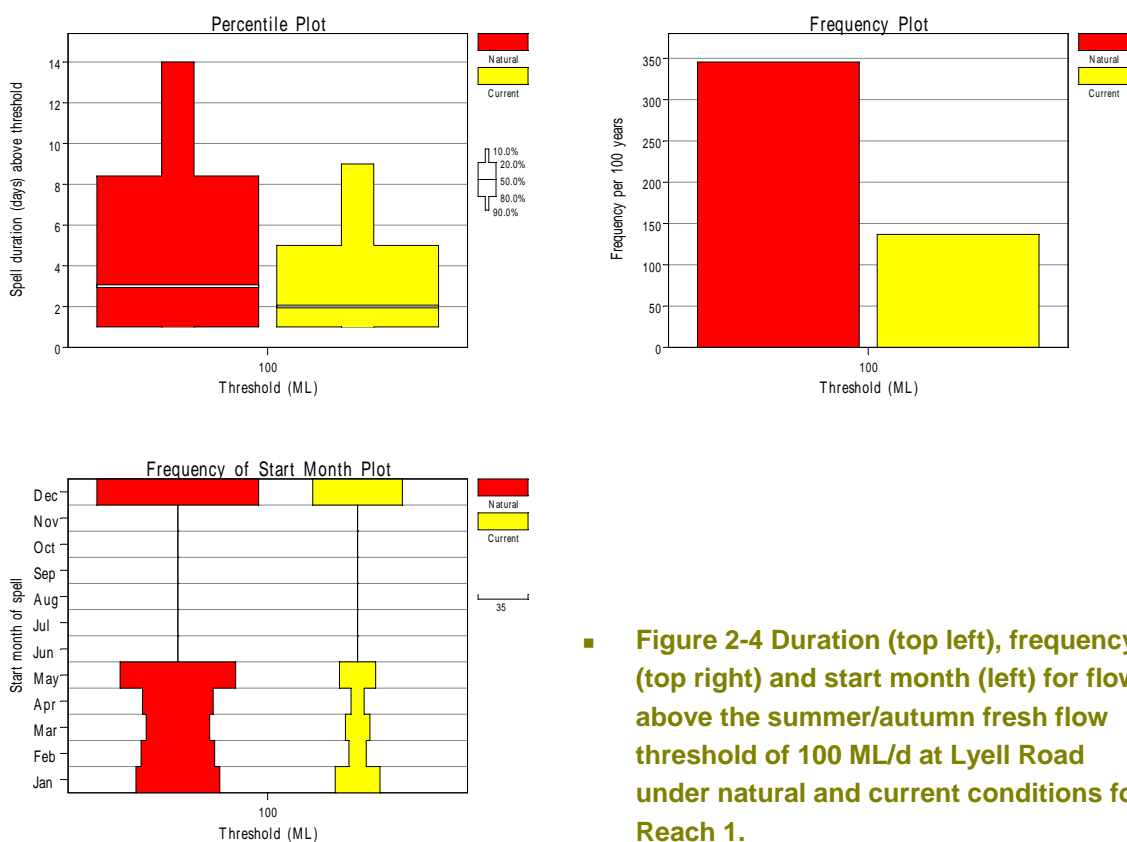 Percentile Plot
Spell duration (days) above threshold
14
12
10
8
6
4
2
0
100
Threshold (ML)
Natural
Current
10.0%
20.0%
50.0%
80.0%
90.0%
Frequency Plot
Frequency per 100 years
350
300
250
200
150
100
50
0
100
Threshold (ML)
Natural
Current
Frequency of Start Month Plot
Start month of spell
Dec
Nov
Oct
Sep
Aug
Jul
Jun
May
Apr
Mar
Feb
Jan
100
Threshold (ML)
Natural
Current
35
▪ Figure 2-4 Duration (top left), frequency
(top right) and start month (left) for flow
above the summer/autumn fresh flow
threshold of 100 ML/d at Lyell Road
under natural and current conditions fo
Reach 1.